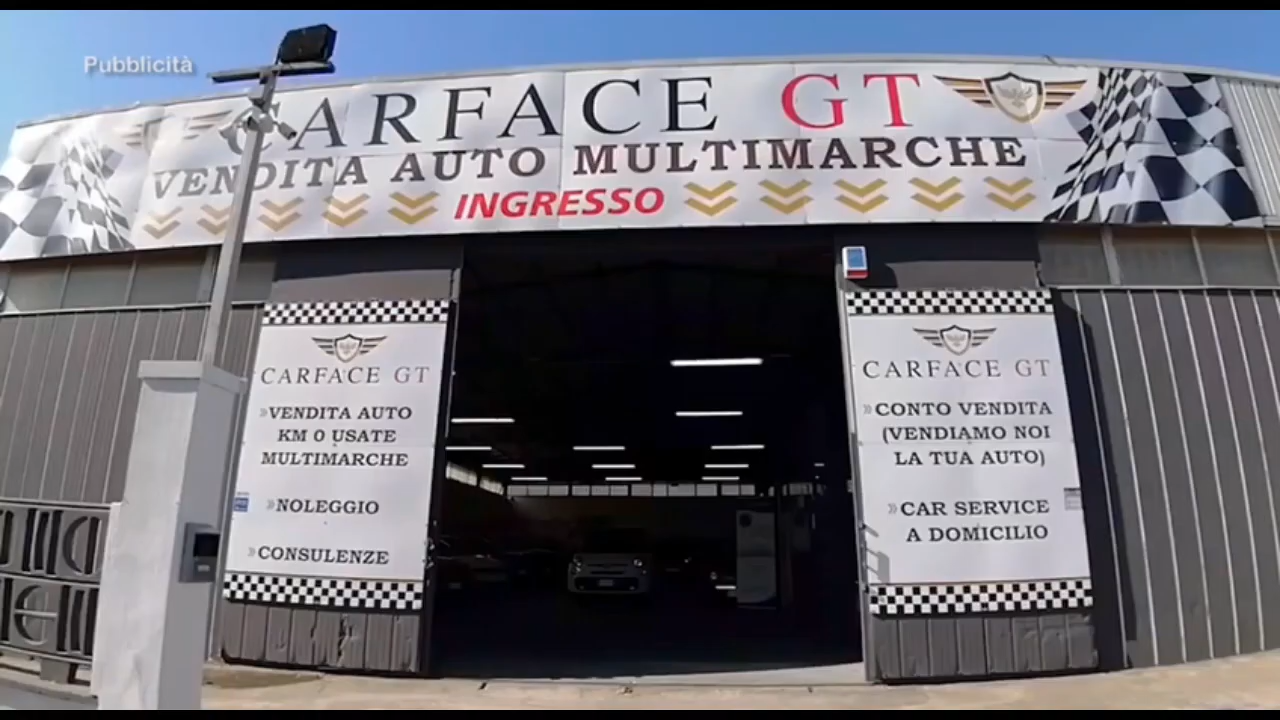 Pubblicità
CARFACE GT
VENDITA AUTO MULTIMARCHE
INGRESSO
CARFACE GT
»VENDITA AUTO
KM 0 USATE
MULTIMARCHE
»NOLEGGIO
»CONSULENZE
CARFACE GT
»CONTO VENDITA
(VENDIAMO NOI
LA TUA AUTO)
»CAR SERVICE
A DOMICILIO